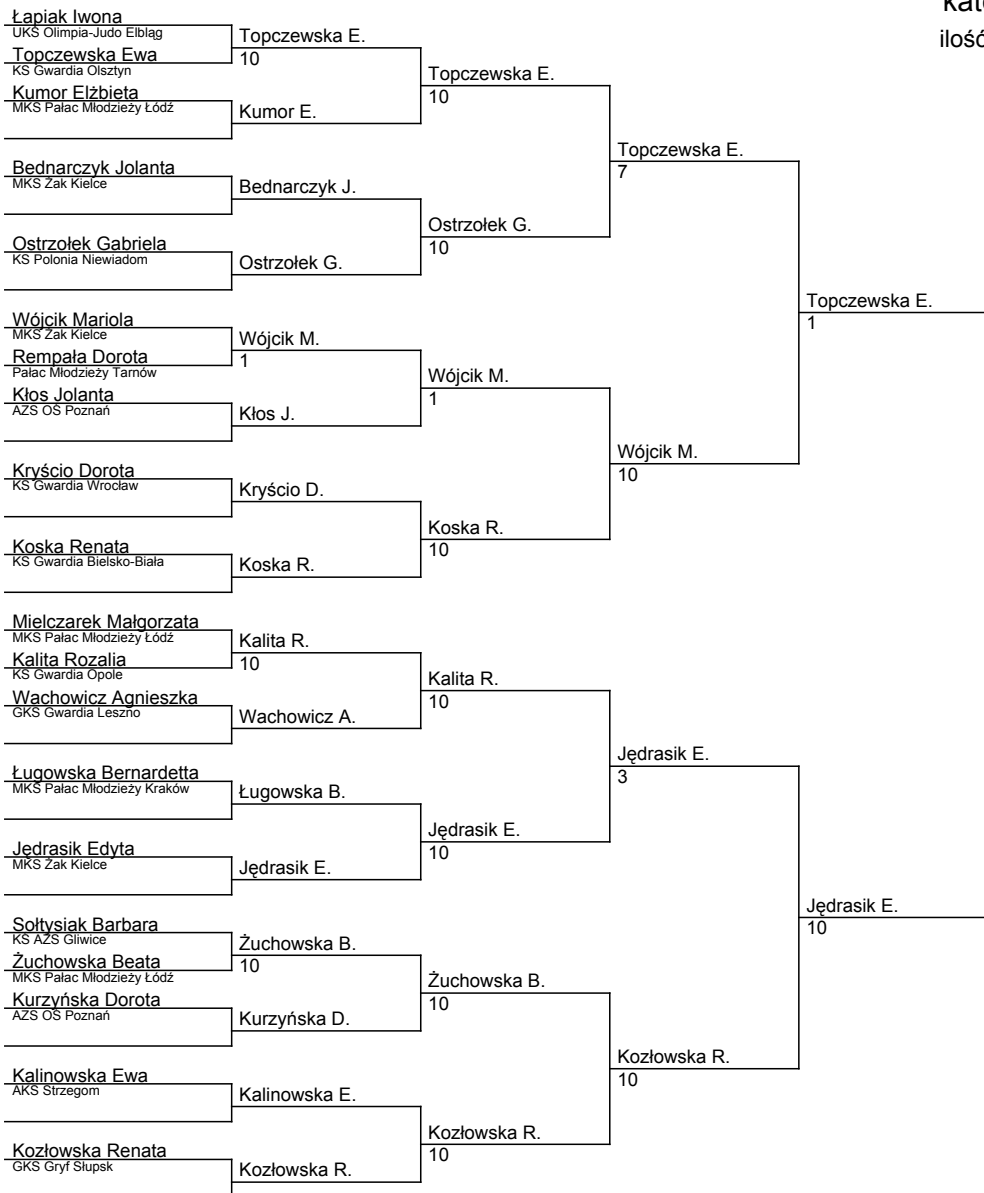 kate
ilość
Łapiak Iwona
UKS Olimpia-Judo Elbląg
Topczewska Ewa
KS Gwardia Olsztyn
Kumor Elżbieta
MKS Pałac Młodzieży Łódź
Bednarczyk Jolanta
MKS Żak Kielce
Ostrzołek Gabriela
KS Polonia Niewiadom
Wójcik Mariola
MKS Żak Kielce
Rempała Dorota
Pałac Młodzieży Tarnów
Kłos Jolanta
AZS OŚ Poznań
Kryścio Dorota
KS Gwardia Wrocław
Koska Renata
KS Gwardia Bielsko-Biała
Mielczarek Małgorzata
MKS Pałac Młodzieży Łódź
Kalita Rozalia
KS Gwardia Opole
Wachowicz Agnieszka
GKS Gwardia Leszno
Ługowska Bernardetta
MKS Pałac Młodzieży Kraków
Jędrasik Edyta
MKS Żak Kielce
Sołtysiak Barbara
KS AZS Gliwice
Żuchowska Beata
MKS Pałac Młodzieży Łódź
Kurzyńska Dorota
AZS OŚ Poznań
Kalinowska Ewa
AKS Strzegom
Kozłowska Renata
GKS Gryf Słupsk
Topczewska E.
10
Kumor E.
Bednarczyk J.
Ostrzołek G.
Wójcik M.
1
Kłos J.
Kryścio D.
Koska R.
Kalita R.
10
Wachowicz A.
Ługowska B.
Jędrasik E.
Żuchowska B.
10
Kurzyńska D.
Kalinowska E.
Kozłowska R.
Topczewska E.
10
Ostrzołek G.
10
Wójcik M.
1
Koska R.
10
Kalita R.
10
Jędrasik E.
10
Żuchowska B.
10
Kozłowska R.
10
Topczewska E.
7
Wójcik M.
10
Jędrasik E.
3
Kozłowska R.
10
Topczewska E.
1
Jędrasik E.
10